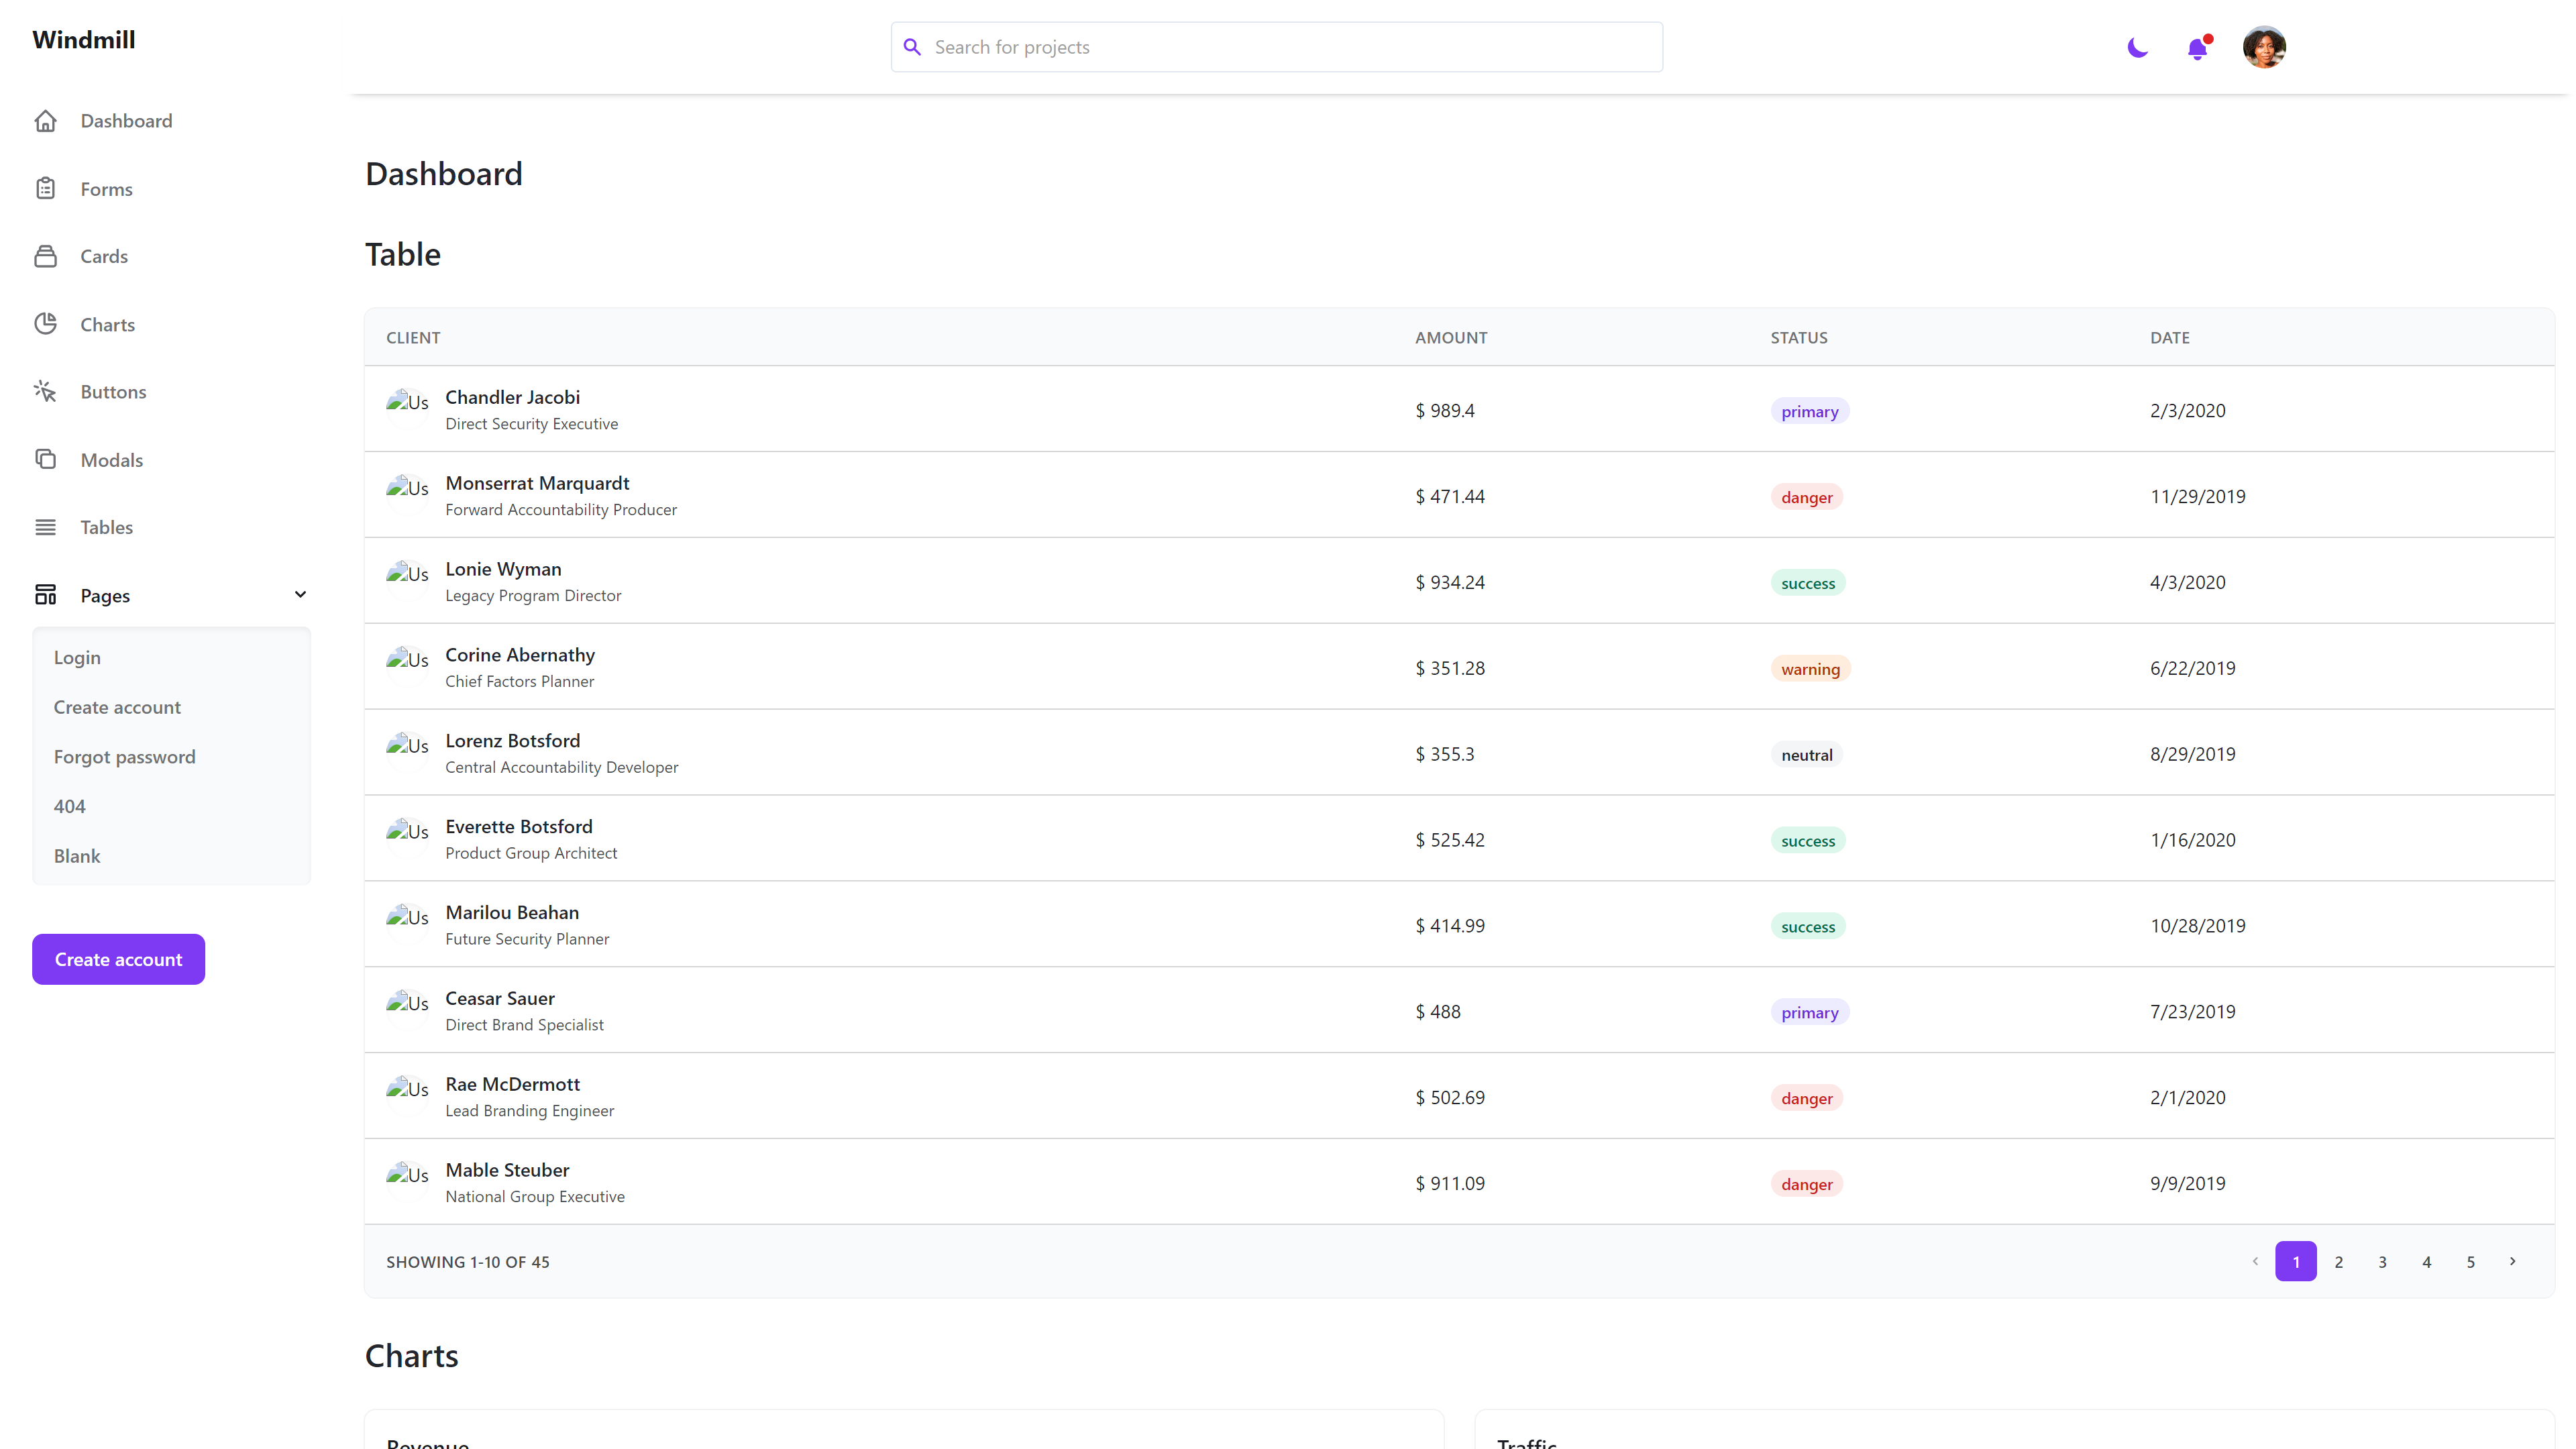 Windmill
Search for projects
Dashboard
Forms
Cards
Charts
Buttons
Modals
Tables
Pages
Login
Create account
Forgot password
404
Blank
Create account
Dashboard
Table
CLIENT AMOUNT STATUS DATE
Us Chandler Jacobi $ 989.4 primary 2/3/2020
Direct Security Executive
Us Monserrat Marquardt $ 471.44 danger 11/29/2019
Forward Accountability Producer
Us Lonie Wyman $ 934.24 success 4/3/2020
Legacy Program Director
Us Corine Abernathy $ 351.28 warning 6/22/2019
Chief Factors Planner
Us Lorenz Botsford $ 355.3 neutral 8/29/2019
Central Accountability Developer
Us Everette Botsford $ 525.42 success 1/16/2020
Product Group Architect
Us Marilou Beahan $ 414.99 success 10/28/2019
Future Security Planner
Us Ceasar Sauer $ 488 primary 7/23/2019
Direct Brand Specialist
Us Rae McDermott $ 502.69 danger 2/1/2020
Lead Branding Engineer
Us Mable Steuber $ 911.09 danger 9/9/2019
National Group Executive
SHOWING 1-10 OF 45 1 2 3 4 5
Charts
Revenue Traffic